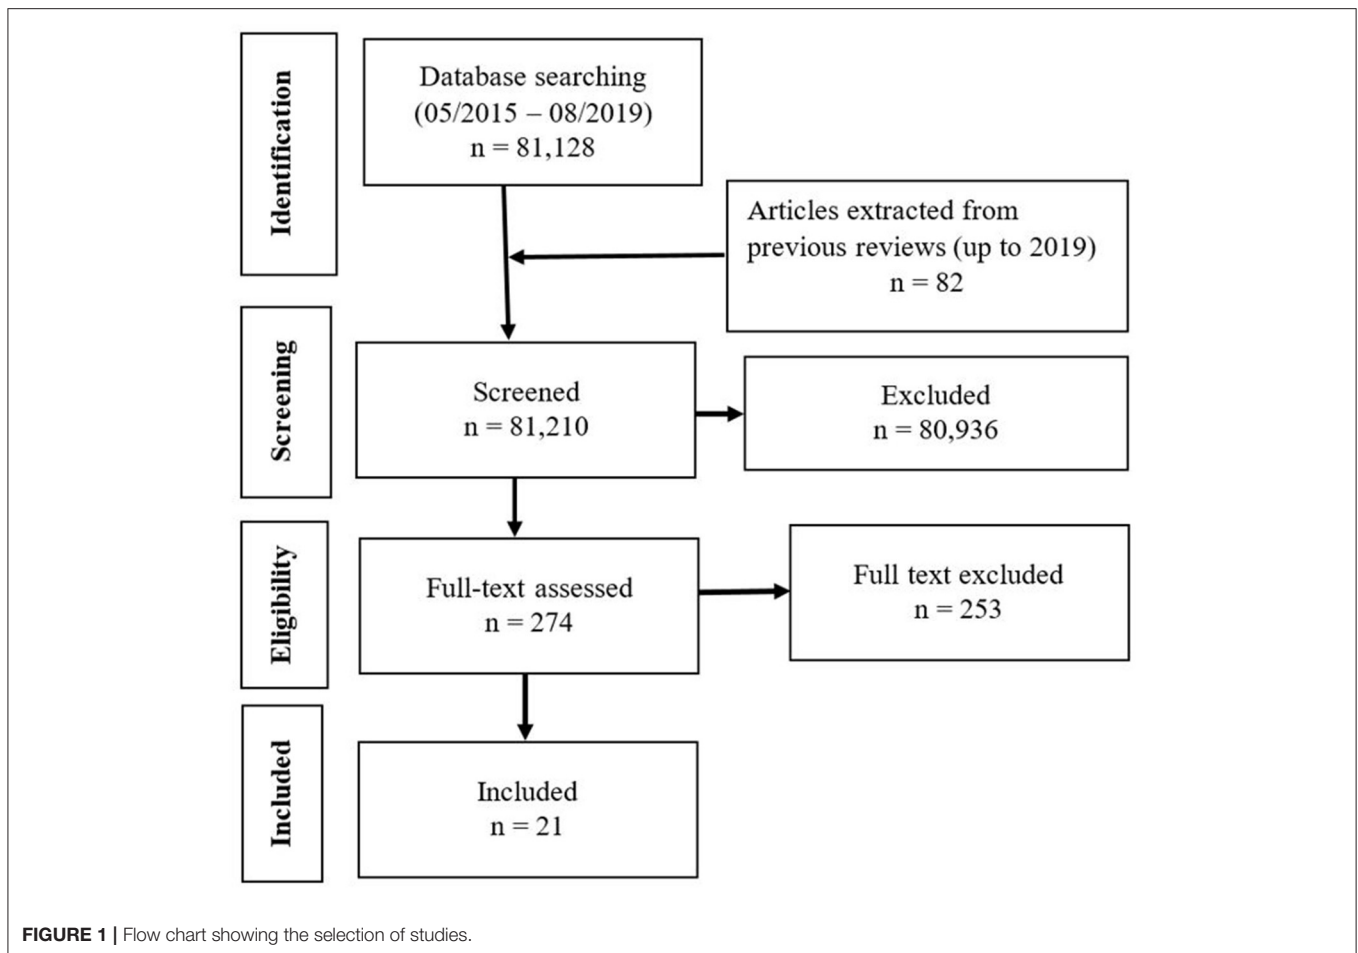 Identification
Database searching
(05/2015 – 08/2019)
n = 81,128
Articles extracted from
previous reviews (up to 2019)
n = 82
Screening
Screened
n = 81,210
Excluded
n = 80,936
Eligibility
Full-text assessed
n = 274
Full text excluded
n = 253
Included
Included
n = 21
FIGURE 1 | Flow chart showing the selection of studies.